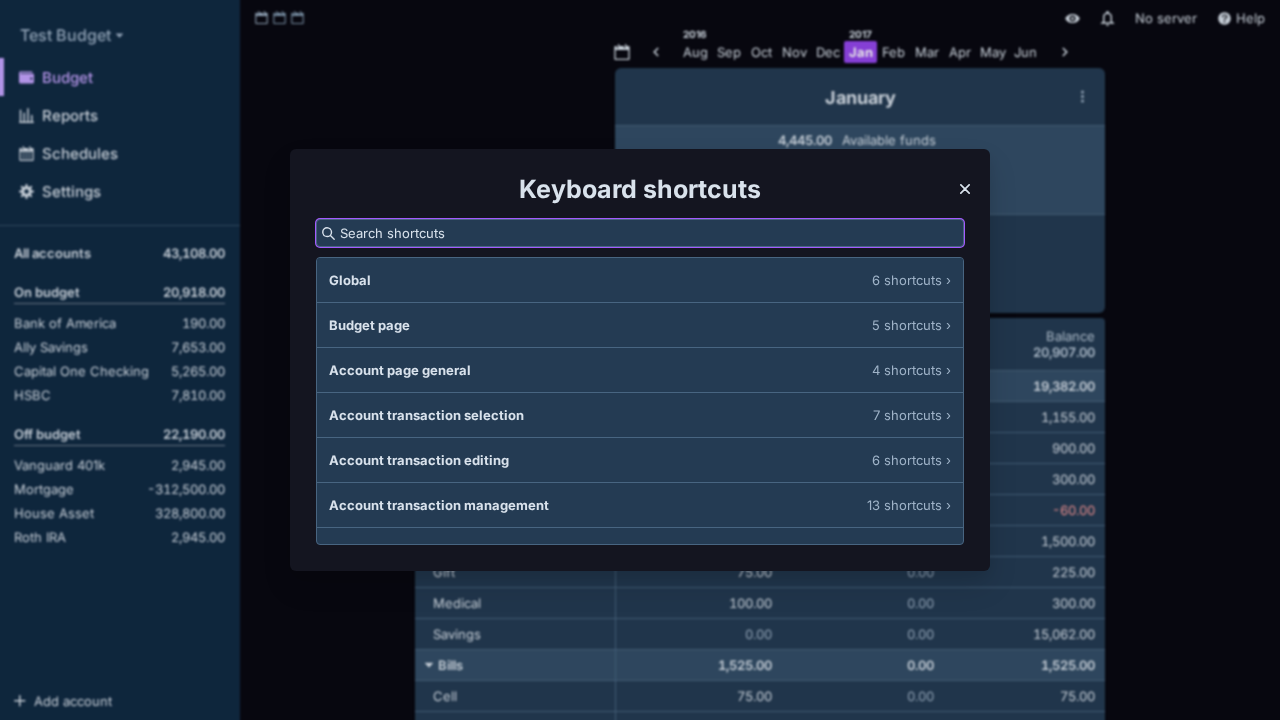 Test Budget
Budget
Reports
Schedules
Settings
All accounts 43,108.00
On budget 20,918.00
Bank of America 190.00
Ally Savings 7,653.00
Capital One Checking 5,265.00
HSBC 7,810.00
Off budget 22,190.00
Vanguard 401k 2,945.00
Mortgage -312,500.00
House Asset 328,800.00
Roth IRA 2,945.00
Add account
No server
Help
2016 2017
Aug Sep Oct Nov Dec Jan Feb Mar Apr May Jun
January
4,445.00 Available funds
Keyboard shortcuts
Search shortcuts
Global 6 shortcuts ›
Budget page 5 shortcuts ›
Account page general 4 shortcuts ›
Account transaction selection 7 shortcuts ›
Account transaction editing 6 shortcuts ›
Account transaction management 13 shortcuts ›
Balance
20,907.00
19,382.00
1,155.00
900.00
300.00
-60.00
1,500.00
Gift 75.00 0.00 225.00
Medical 100.00 0.00 300.00
Savings 0.00 0.00 15,062.00
Bills 1,525.00 0.00 1,525.00
Cell 75.00 0.00 75.00